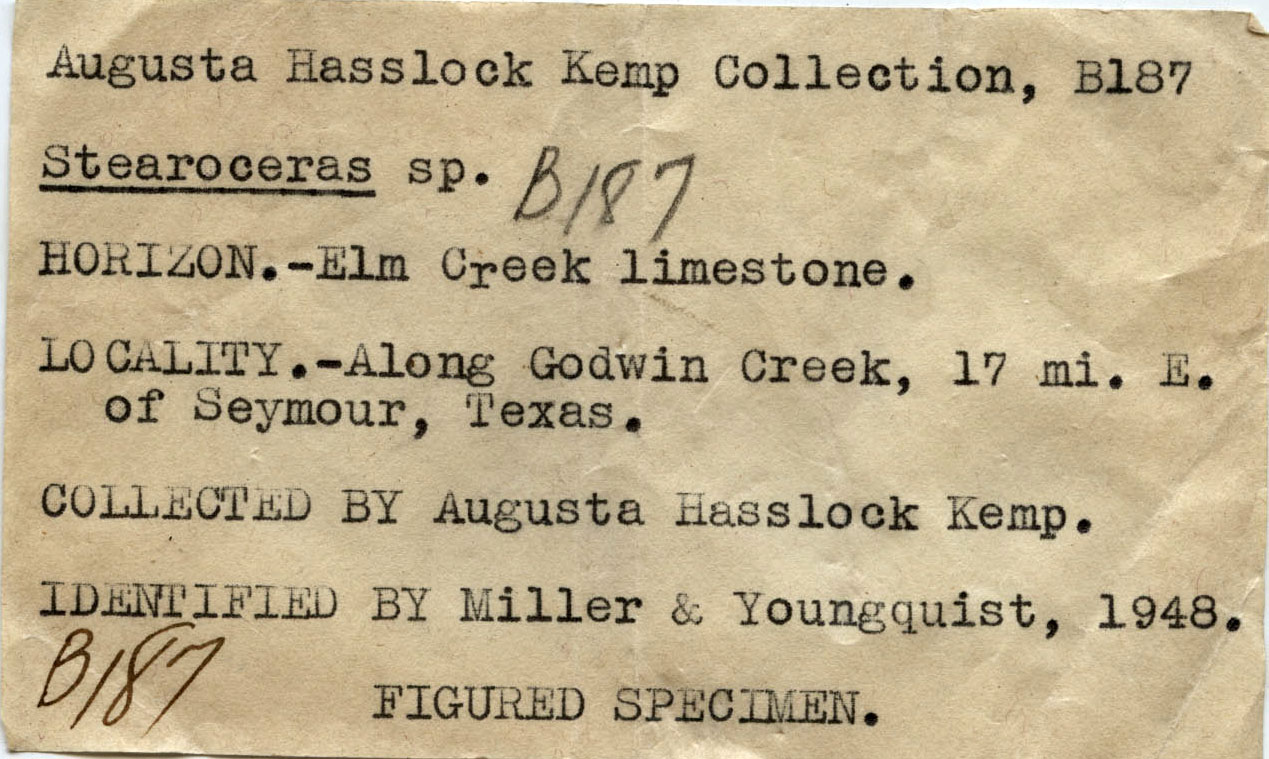 Augusta Hasslock Kemp Collection, B187
Stearoceras sp. B187
HORIZON.-Elm Creek limestone.
LOCALITY.-Along Godwin Creek, 17 mi. E.
of Seymour, Texas.
COLLECTED BY Augusta Hasslock Kemp.
IDENTIFIED BY Miller & Youngquist, 1948.
B187
FIGURED SPECIMEN.